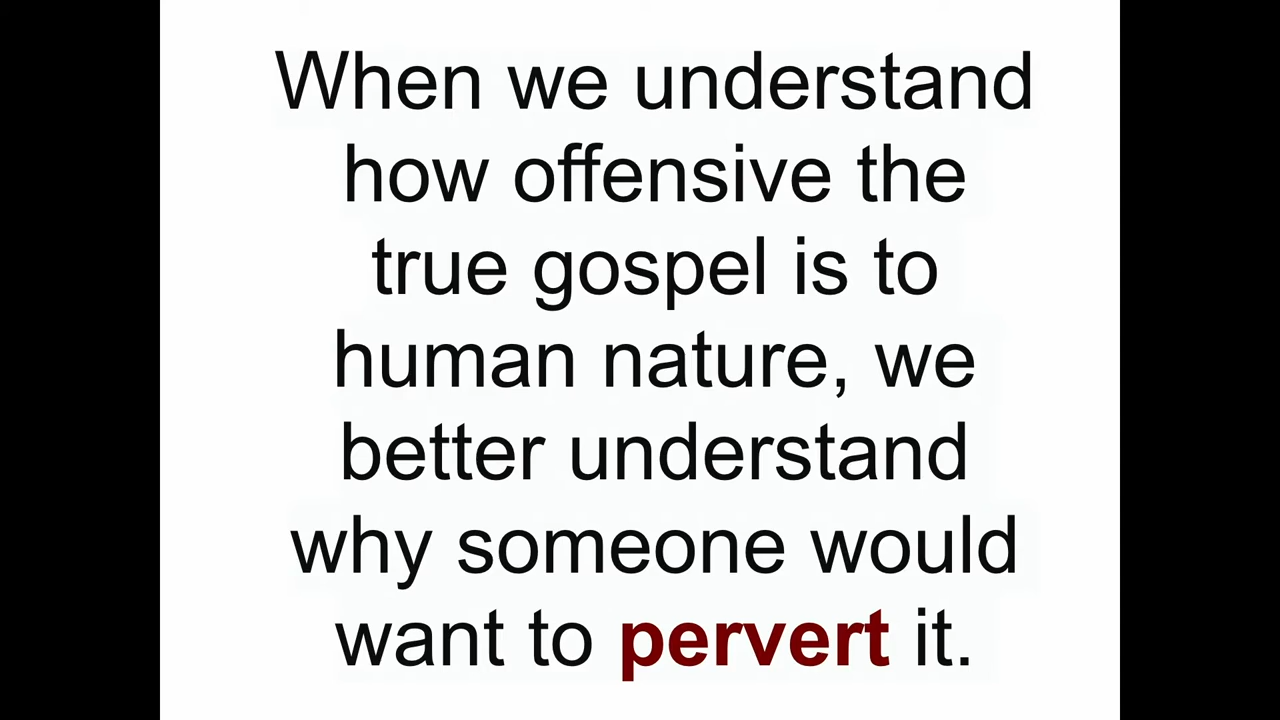 When we understand
how offensive the
true gospel is to
human nature, we
better understand
why someone would
want to pervert it.